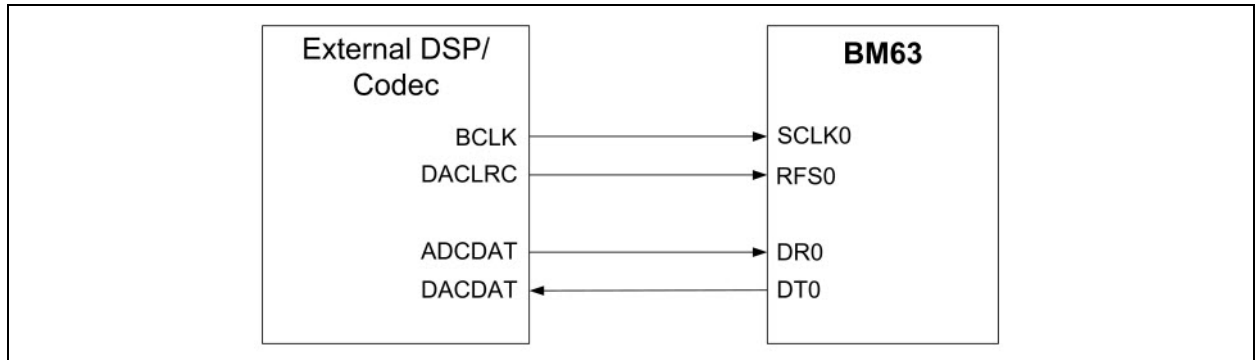 External DSP/
Codec
BM63
BCLK
SCLK0
DACLRC
RFS0
ADCDAT
DR0
DACDAT
DT0